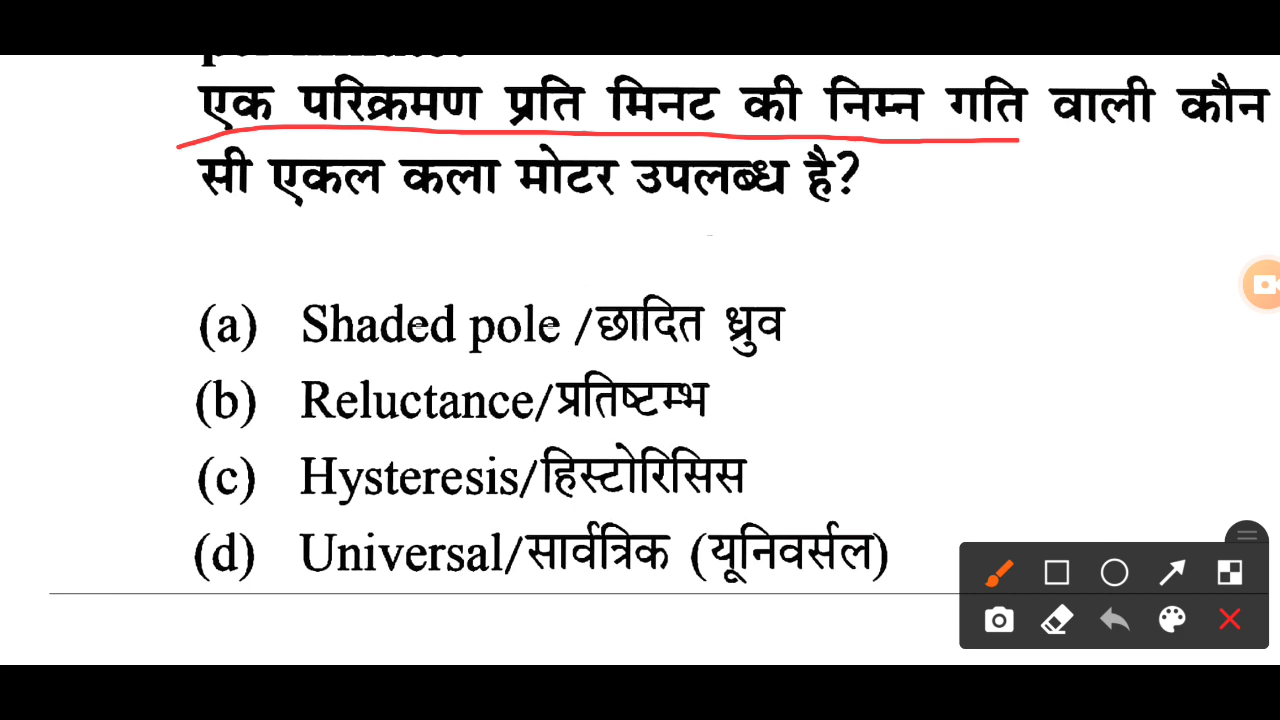 एक परिक्रमण प्रति मिनट की निम्न गति वाली कौन
सी एकल कला मोटर उपलब्ध है?
(a) Shaded pole /छादित ध्रुव
(b) Reluctance/प्रतिष्टम्भ
(c) Hysteresis/हिस्टोरिसिस
(d) Universal/सार्वत्रिक (यूनिवर्सल)